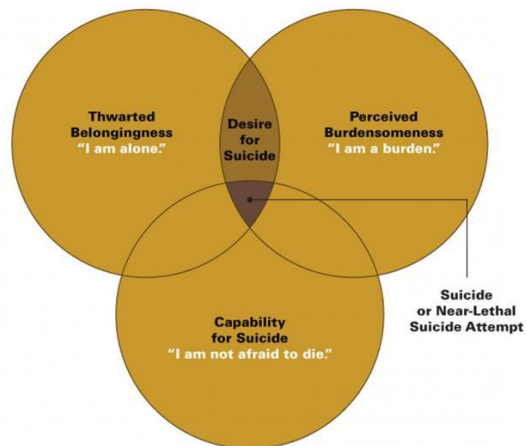 Thwarted
Belongingness
"I am alone."
Desire
for
Suicide
Perceived
Burdensomeness
"I am a burden."
Capability
for Suicide
"I am not afraid to die."
Suicide
or Near-Lethal
Suicide Attempt